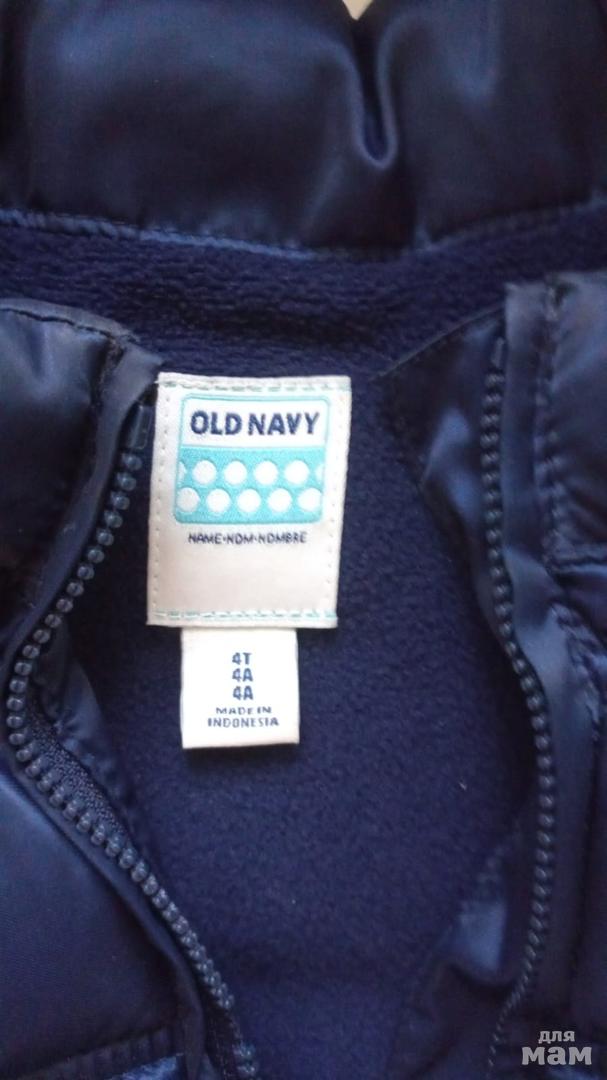 OLD NAVY
NAME•NOM•NOMBRE
4T
4A
4A
MADE IN
INDONESIA
для
мам